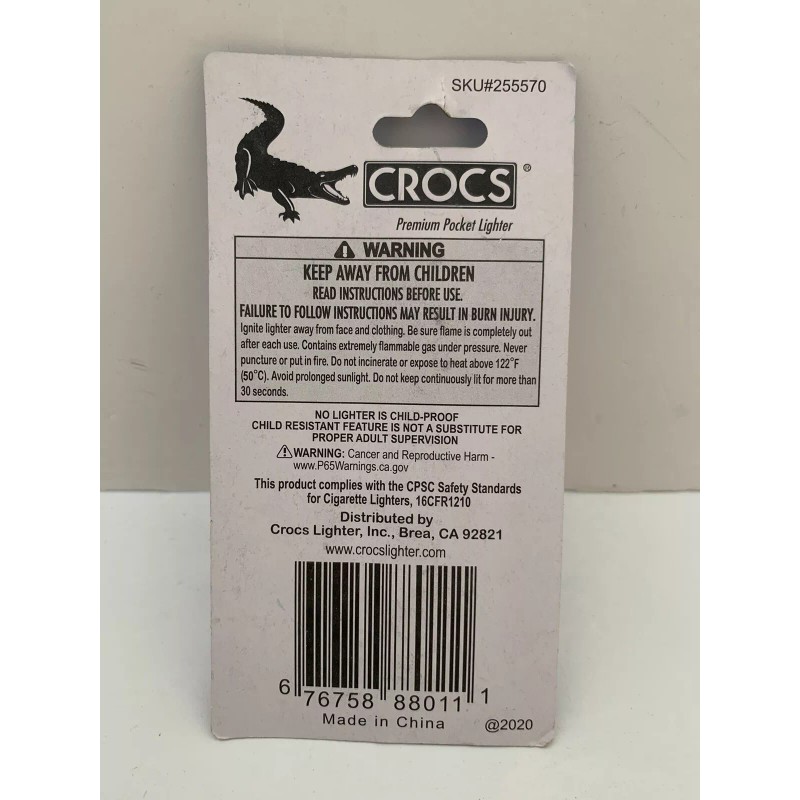 SKU#255570
CROCS®
Premium Pocket Lighter
⚠ WARNING
KEEP AWAY FROM CHILDREN
READ INSTRUCTIONS BEFORE USE.
FAILURE TO FOLLOW INSTRUCTIONS MAY RESULT IN BURN INJURY.
Ignite lighter away from face and clothing. Be sure flame is completely out
after each use. Contains extremely flammable gas under pressure. Never
puncture or put in fire. Do not incinerate or expose to heat above 122°F
(50°C). Avoid prolonged sunlight. Do not keep continuously lit for more than
30 seconds.
NO LIGHTER IS CHILD-PROOF
CHILD RESISTANT FEATURE IS NOT A SUBSTITUTE FOR
PROPER ADULT SUPERVISION
⚠WARNING: Cancer and Reproductive Harm -
www.P65Warnings.ca.gov
This product complies with the CPSC Safety Standards
for Cigarette Lighters, 16CFR1210
Distributed by
Crocs Lighter, Inc., Brea, CA 92821
www.crocslighter.com
6 76758 88011 1
Made in China @2020